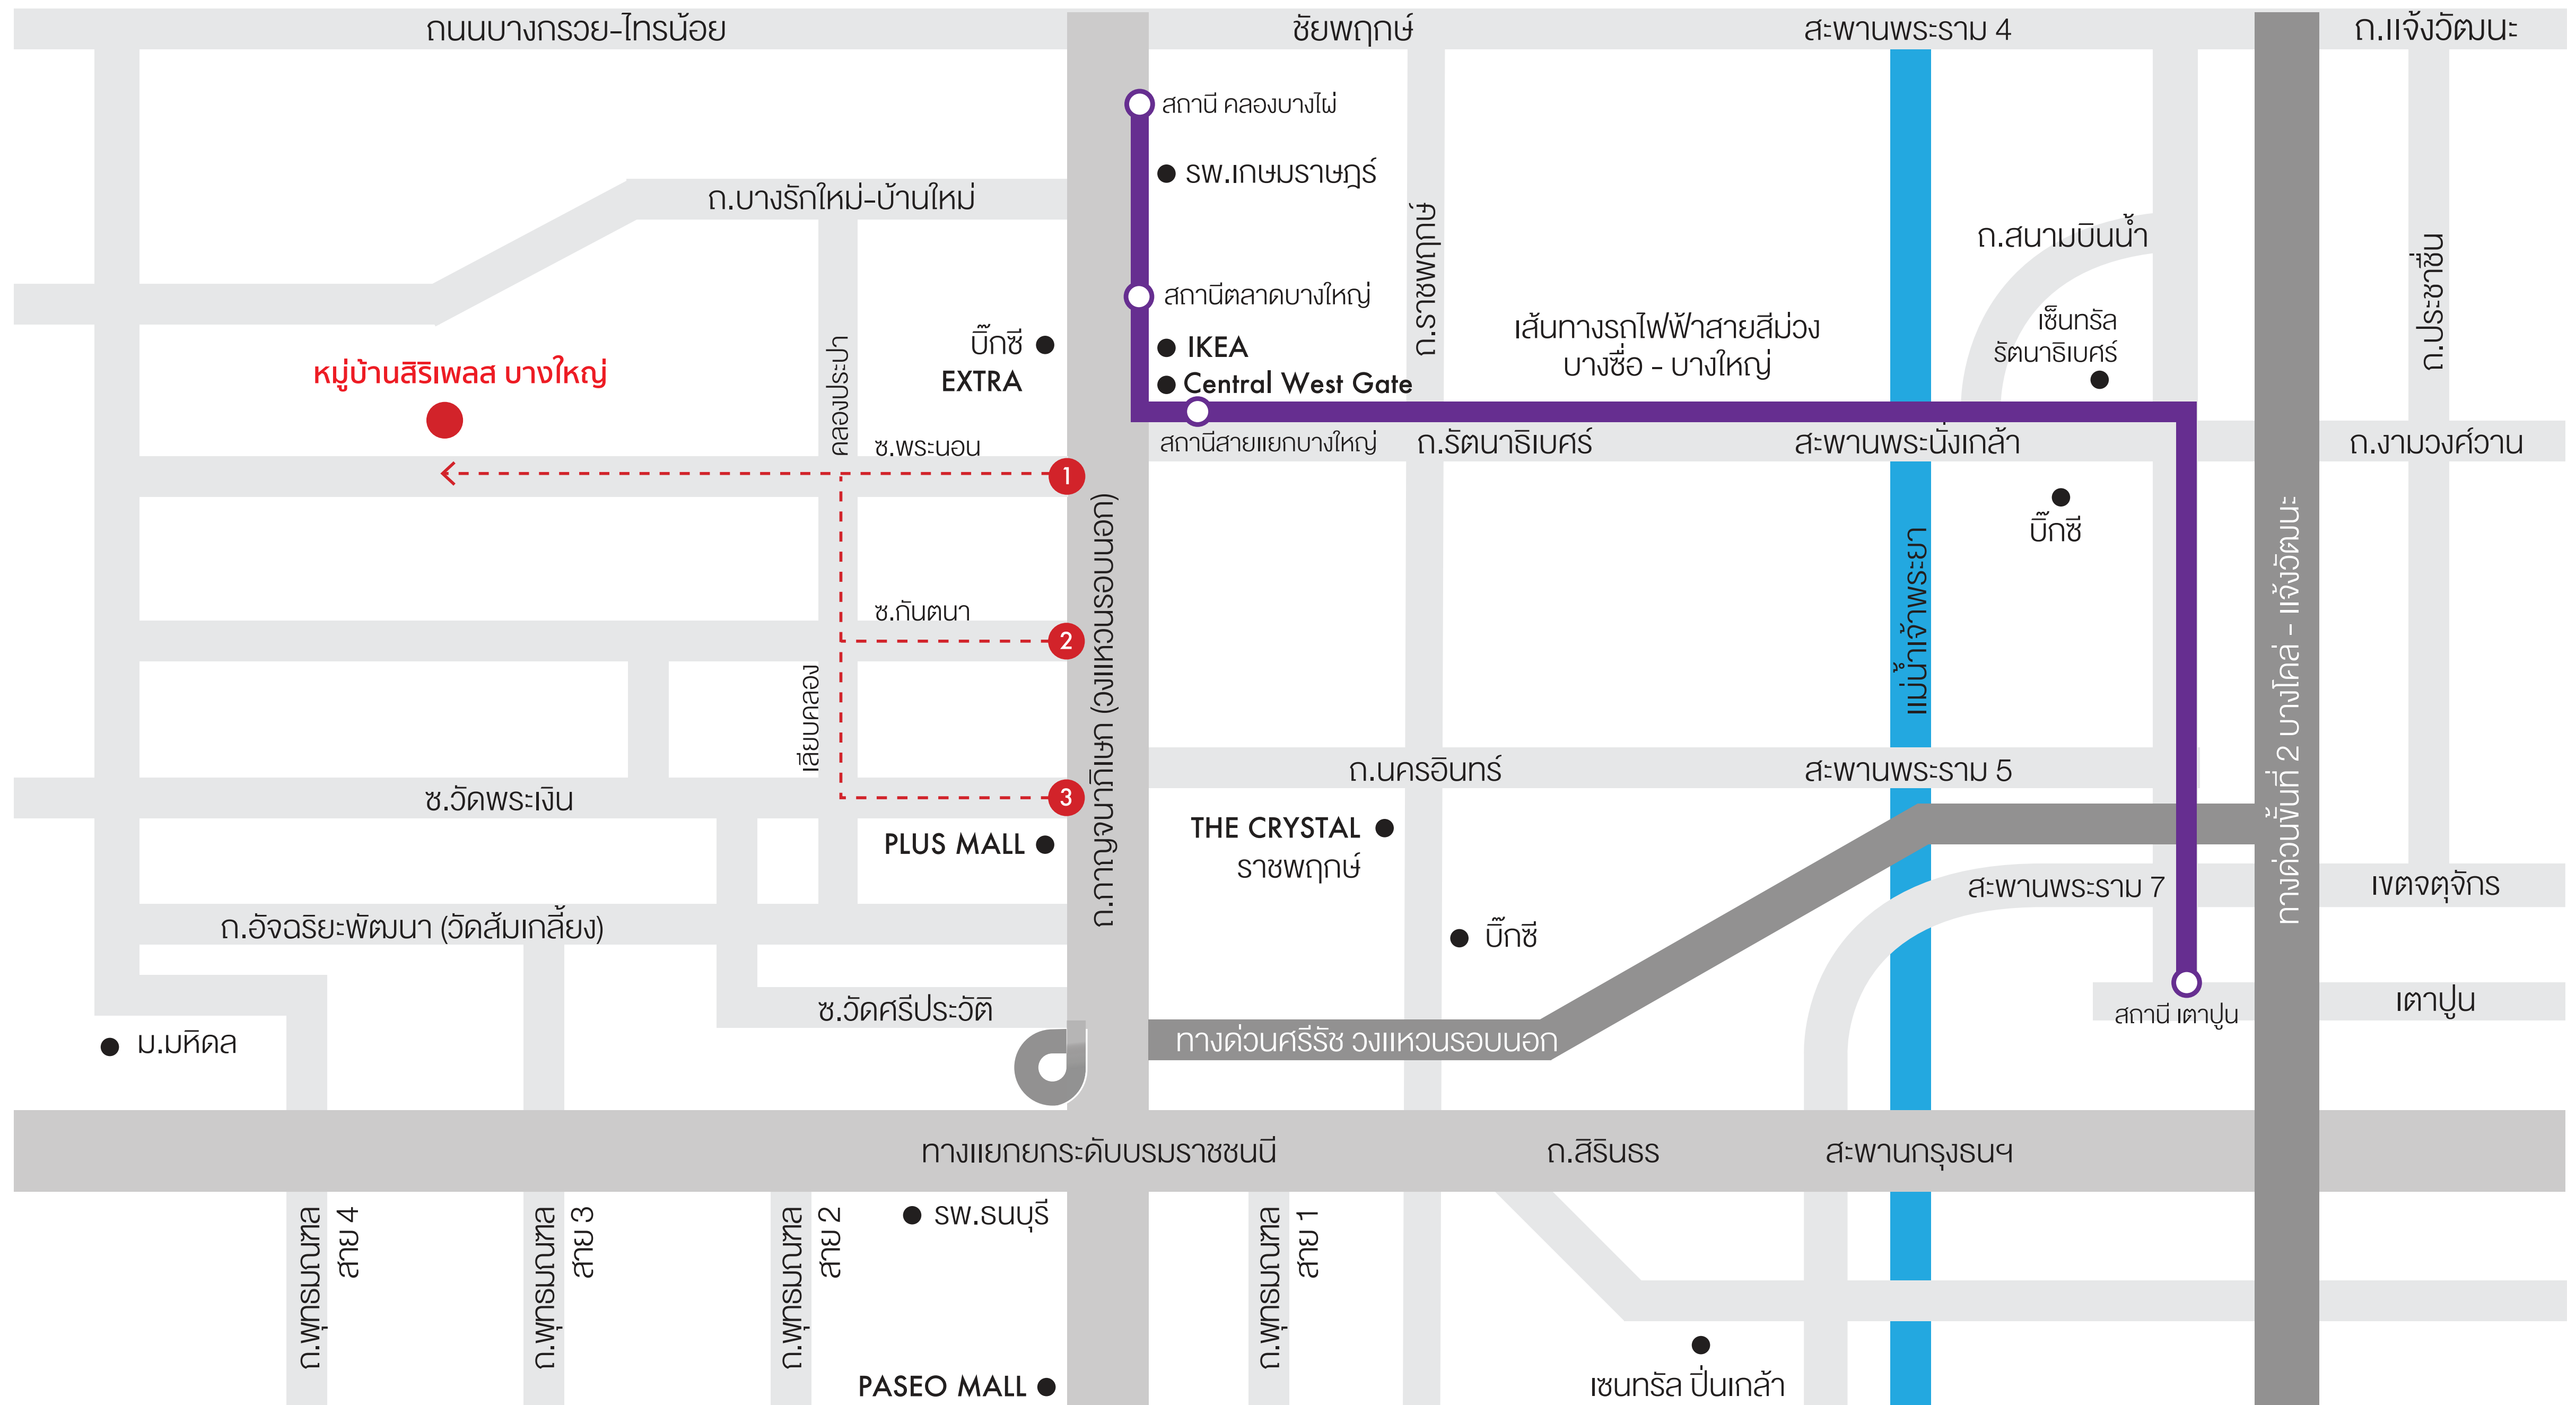 ถนนบางกรวย-ไทรน้อย
ชัยพฤกษ์
สะพานพระราม 4
ถ.แจ้งวัฒนะ
สถานี คลองบางไผ่
รพ.เกษมราษฎร์
ถ.บางรักใหม่-บ้านใหม่
ถ.ราชพฤกษ์
ถ.สนามบินน้ำ
ถ.ประชาชื่น
สถานีตลาดบางใหญ่
บิ๊กซี
EXTRA
IKEA
Central West Gate
เส้นทางรถไฟฟ้าสายสีม่วง
บางซื่อ - บางใหญ่
เซ็นทรัล
รัตนาธิเบศร์
หมู่บ้านสิริเพลส บางใหญ่
คลองประปา
ซ.พระนอน
สถานีสายแยกบางใหญ่
ถ.รัตนาธิเบศร์
สะพานพระนั่งเกล้า
ถ.งามวงศ์วาน
1
บิ๊กซี
ถ.กาญจนาภิเษก (วงแหวนรอบนอก)
แม่น้ำเจ้าพระยา
ทางด่วนขั้นที่ 2 บางโคล่ - แจ้งวัฒนะ
ซ.กันตนา
2
เลียบคลอง
ถ.นครอินทร์
สะพานพระราม 5
ซ.วัดพระเงิน
3
PLUS MALL
THE CRYSTAL
ราชพฤกษ์
สะพานพระราม 7
เขตจตุจักร
ถ.อัจฉริยะพัฒนา (วัดส้มเกลี้ยง)
บิ๊กซี
ซ.วัดศรีประวัติ
สถานี เตาปูน
เตาปูน
ม.มหิดล
ทางด่วนศรีรัช วงแหวนรอบนอก
ทางแยกยกระดับบรมราชชนนี
ถ.สิรินธร
สะพานกรุงธนฯ
ถ.พุทธมณฑล
สาย 4
ถ.พุทธมณฑล
สาย 3
ถ.พุทธมณฑล
สาย 2
รพ.ธนบุรี
ถ.พุทธมณฑล
สาย 1
PASEO MALL
เซนทรัล ปิ่นเกล้า